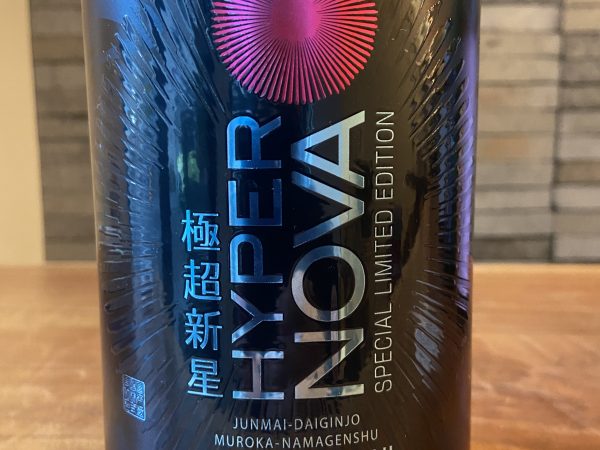 極超新星
HYPER
NOVA
SPECIAL LIMITED EDITION
JUNMAI-DAIGINJO
MUROKA-NAMAGENSHU